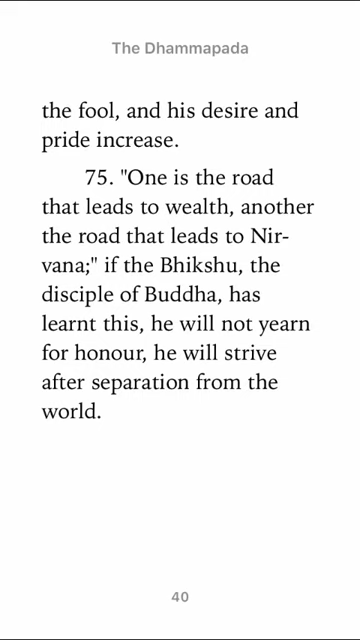 The Dhammapada
the fool, and his desire and
pride increase.
75. "One is the road
that leads to wealth, another
the road that leads to Nir-
vana;" if the Bhikshu, the
disciple of Buddha, has
learnt this, he will not yearn
for honour, he will strive
after separation from the
world.
40